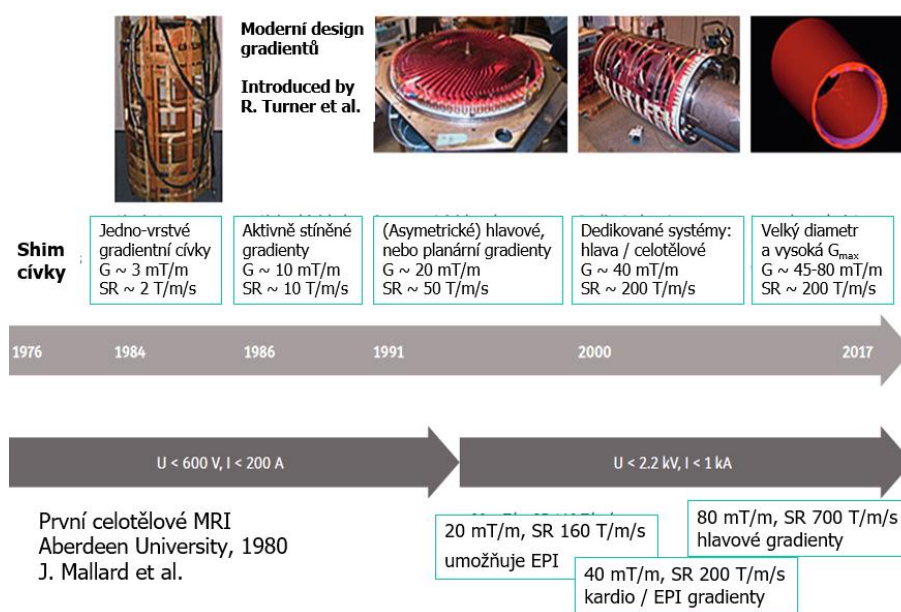 Moderní design
gradientů
Introduced by
R. Turner et al.
Shim
cívky
Jedno-vrstvé
gradientní cívky
G ~ 3 mT/m
SR ~ 2 T/m/s
Aktivně stíněné
gradienty
G ~ 10 mT/m
SR ~ 10 T/m/s
(Asymetrické) hlavové,
nebo planární gradienty
G ~ 20 mT/m
SR ~ 50 T/m/s
Dedikované systémy:
hlava / celotělové
G ~ 40 mT/m
SR ~ 200 T/m/s
Velký diametr
a vysoká Gmax
G ~ 45-80 mT/m
SR ~ 200 T/m/s
1976 1984 1986 1991 2000 2017
U < 600 V, I < 200 A
U < 2.2 kV, I < 1 kA
První celotělové MRI
Aberdeen University, 1980
J. Mallard et al.
20 mT/m, SR 160 T/m/s
umožňuje EPI
80 mT/m, SR 700 T/m/s
hlavové gradienty
40 mT/m, SR 200 T/m/s
kardio / EPI gradienty